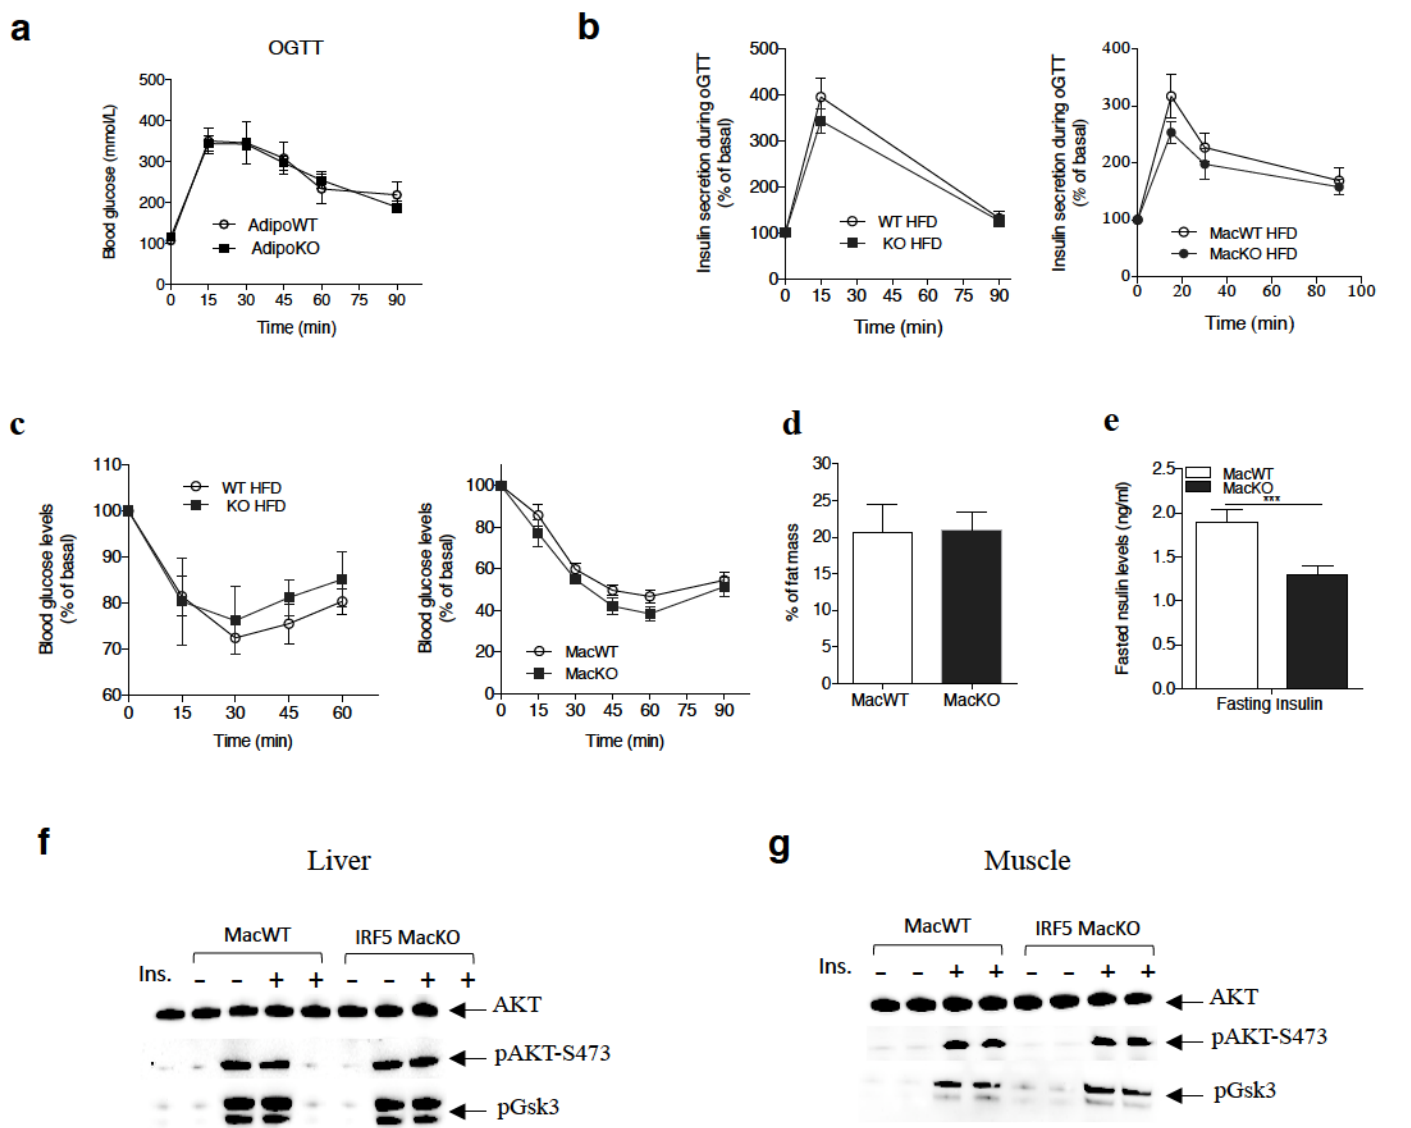 a
OGTT
Blood glucose (mmol/L)
500
400
300
200
100
0
AdipoWT
AdipoKO
0 15 30 45 60 75 90
Time (min)
b
Insulin secretion during oGTT
(% of basal)
500
400
300
200
100
0
WT HFD
KO HFD
0 15 30 45 60 75 90
Time (min)
Insulin secretion during oGTT
(% of basal)
400
300
200
100
0
MacWT HFD
MacKO HFD
0 20 40 60 80 100
Time (min)
c
Blood glucose levels
(% of basal)
110
100
90
80
70
60
WT HFD
KO HFD
0 15 30 45 60
Time (min)
Blood glucose levels
(% of basal)
100
80
60
40
20
0
MacWT
MacKO
0 15 30 45 60 75 90
Time (min)
d
% of fat mass
30
25
20
15
10
5
0
MacWT MacKO
e
Fasted nsulin levels (ng/ml)
2.5
2.0
1.5
1.0
0.5
0.0
MacWT
MacKO
***
Fasting Insulin
f
Liver
MacWT IRF5 MacKO
Ins. - - + + - - + +
AKT
pAKT-S473
pGsk3
g
Muscle
MacWT IRF5 MacKO
Ins. - - + + - - + +
AKT
pAKT-S473
pGsk3